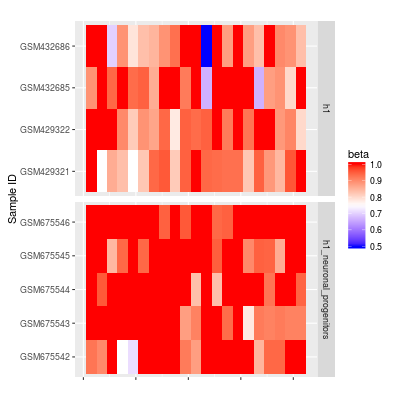 Sample ID
GSM432686
GSM432685
GSM429322
GSM429321
h1
GSM675546
GSM675545
GSM675544
GSM675543
GSM675542
h1_neuronal_progenitors
beta
1.0
0.9
0.8
0.7
0.6
0.5